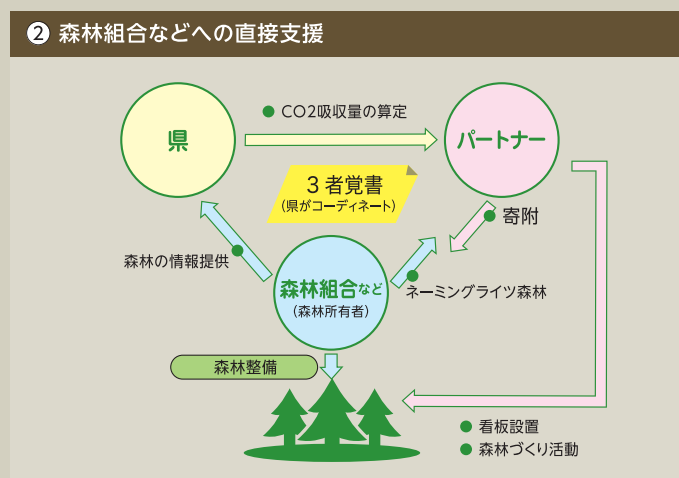 ② 森林組合などへの直接支援
県
● CO2吸収量の算定
パートナー
3者覚書
(県がコーディネート)
● 寄附
森林の情報提供
森林組合など
(森林所有者)
ネーミングライツ森林
森林整備
● 看板設置
● 森林づくり活動